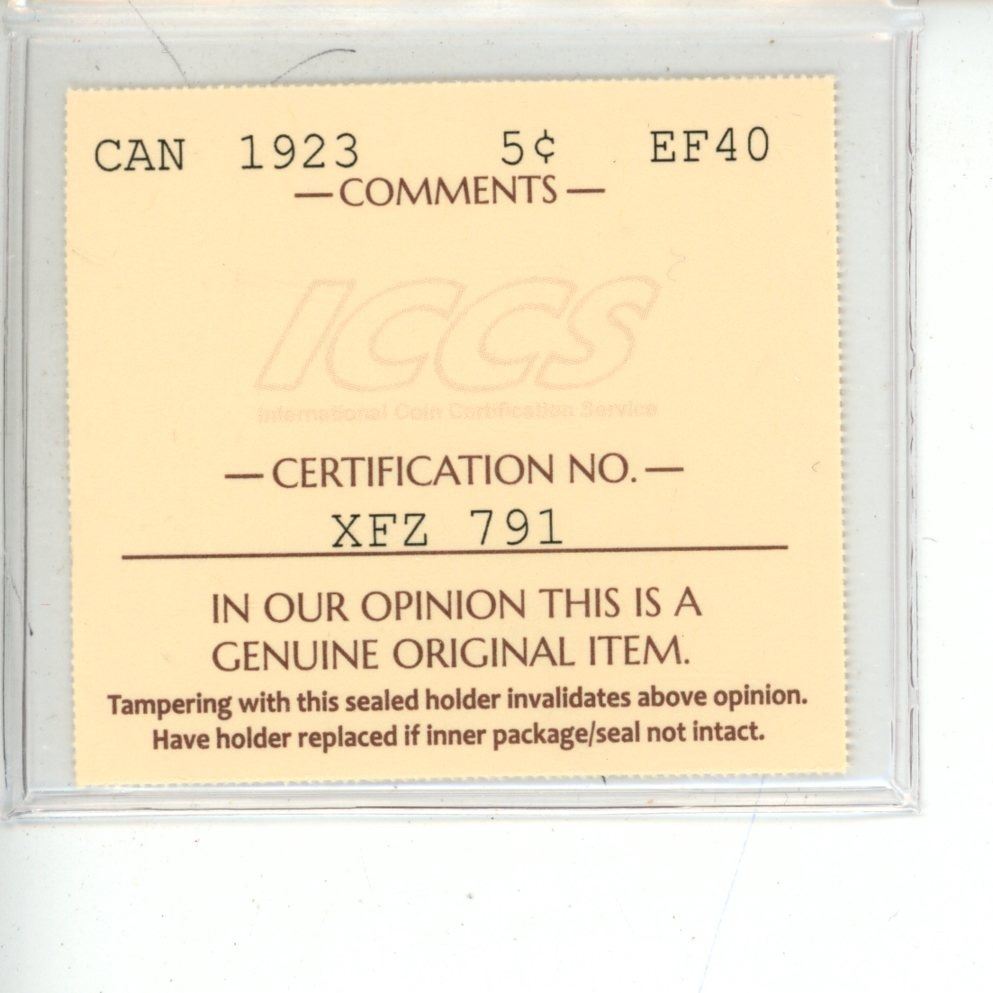 CAN 1923 5¢ EF40
— COMMENTS —
ICCS
International Coin Certification Service
— CERTIFICATION NO. —
XFZ 791
IN OUR OPINION THIS IS A
GENUINE ORIGINAL ITEM.
Tampering with this sealed holder invalidates above opinion.
Have holder replaced if inner package/seal not intact.